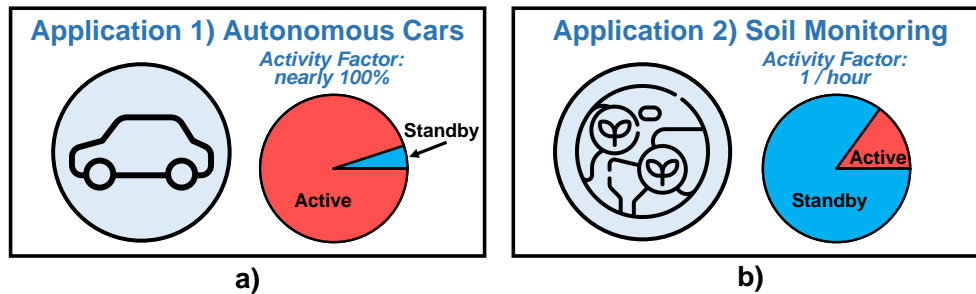 Application 1) Autonomous Cars
Activity Factor:
nearly 100%
Standby
Active
a)
Application 2) Soil Monitoring
Activity Factor:
1 / hour
Active
Standby
b)